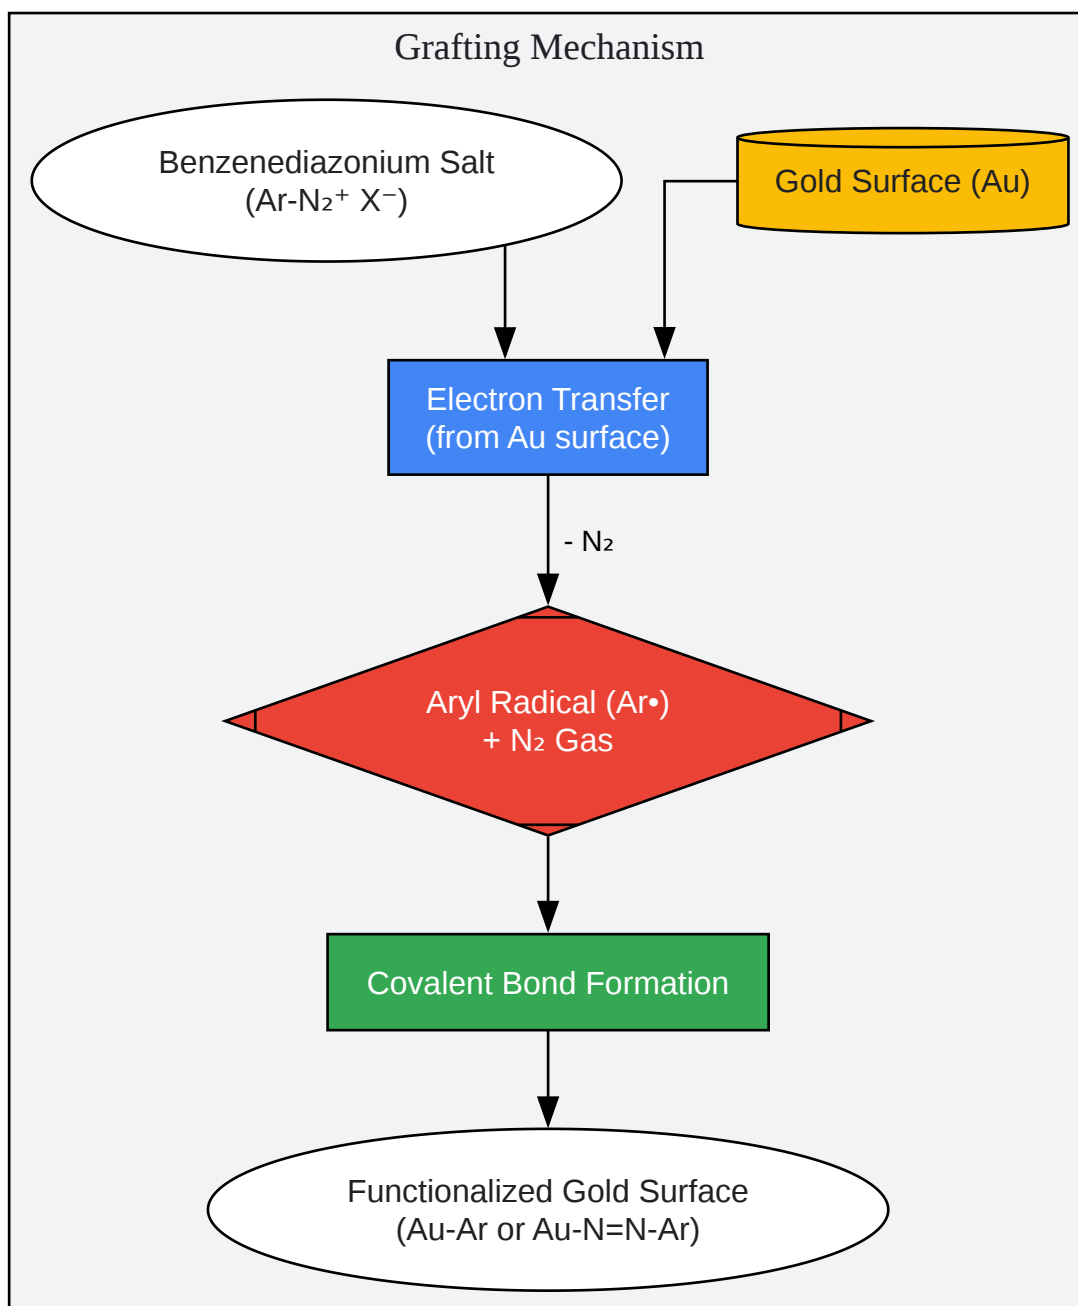 Grafting Mechanism
Benzenediazonium Salt
(Ar-N₂⁺ X⁻)
Gold Surface (Au)
Electron Transfer
(from Au surface)
- N₂
Aryl Radical (Ar•)
+ N₂ Gas
Covalent Bond Formation
Functionalized Gold Surface
(Au-Ar or Au-N=N-Ar)